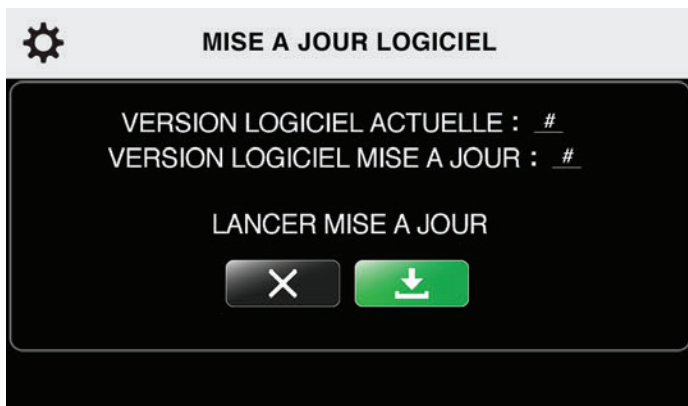 MISE A JOUR LOGICIEL
VERSION LOGICIEL ACTUELLE : #
VERSION LOGICIEL MISE A JOUR : #
LANCER MISE A JOUR